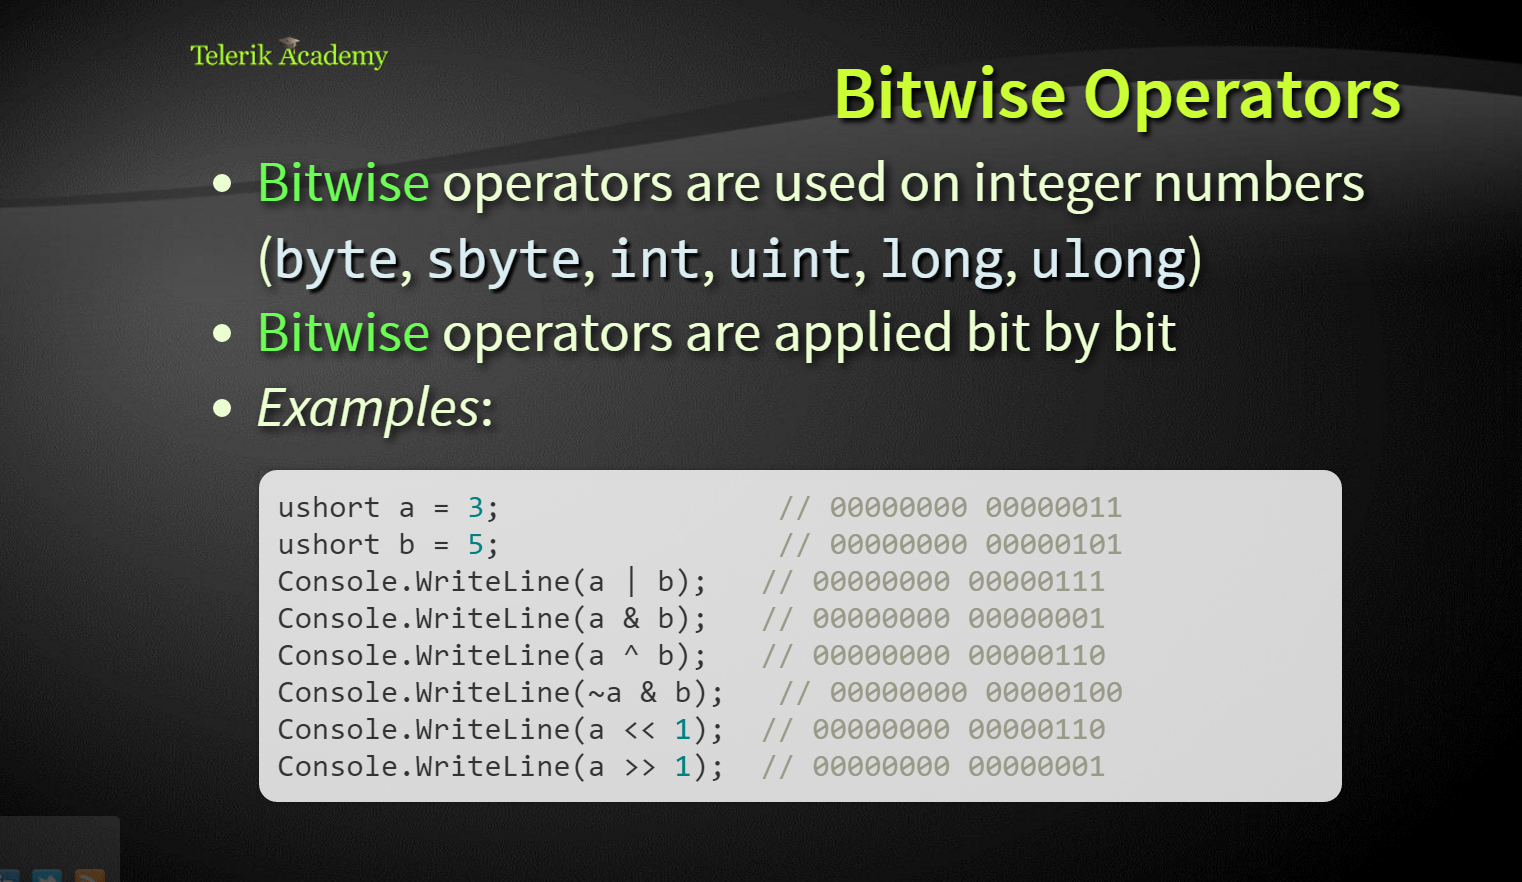 Telerik Academy
Bitwise Operators
• Bitwise operators are used on integer numbers
(byte, sbyte, int, uint, long, ulong)
• Bitwise operators are applied bit by bit
• Examples:
ushort a = 3; // 00000000 00000011
ushort b = 5; // 00000000 00000101
Console.WriteLine(a | b); // 00000000 00000111
Console.WriteLine(a & b); // 00000000 00000001
Console.WriteLine(a ^ b); // 00000000 00000110
Console.WriteLine(~a & b); // 00000000 00000100
Console.WriteLine(a << 1); // 00000000 00000110
Console.WriteLine(a >> 1); // 00000000 00000001